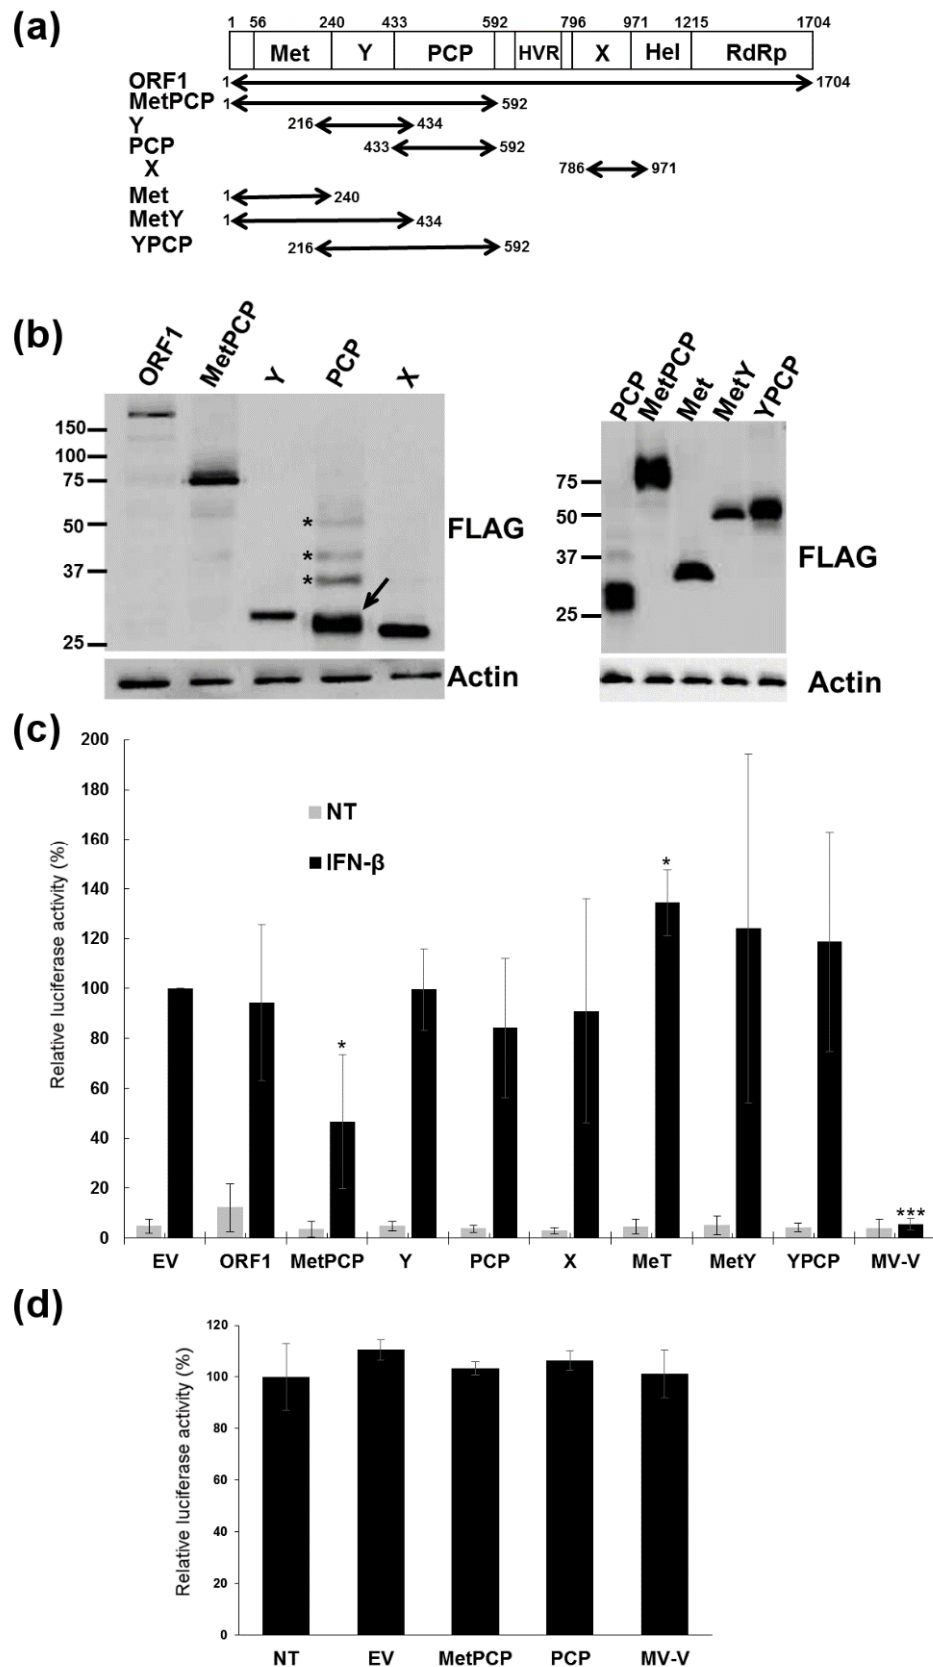 (a)
1 56 240 433 592 796 971 1215 1704
Met Y PCP HVR X Hel RdRp
ORF1 1 1704
MetPCP 1 592
Y 216 434
PCP 433 592
X 786 971
Met 1 240
MetY 1 434
YPCP 216 592
(b)
ORF1 MetPCP Y PCP X
150
100
75
50
37
25
*
*
*
FLAG
Actin
PCP MetPCP Met MetY YPCP
75
50
37
25
FLAG
Actin
(c)
Relative luciferase activity (%)
200
180
160
140
120
100
80
60
40
20
0
NT
IFN-β
*
*
***
EV ORF1 MetPCP Y PCP X MeT MetY YPCP MV-V
(d)
Relative luciferase activity (%)
120
100
80
60
40
20
0
NT EV MetPCP PCP MV-V